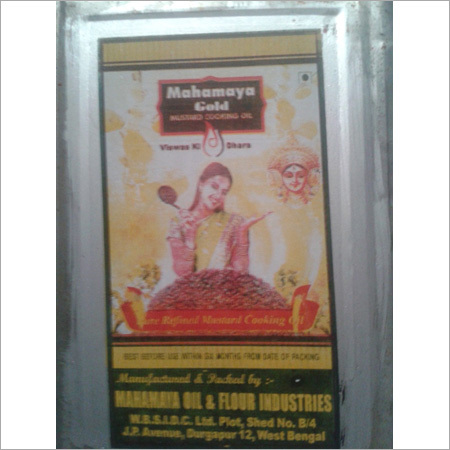 Mahamaya
Gold
MUSTARD COOKING OIL
Viswas Ki Dhara
Pure Refined Mustard Cooking Oil
BEST BEFORE USE WITHIN SIX MONTHS FROM DATE OF PACKING
Manufactured & Packed by :-
MAHAMAYA OIL & FLOUR INDUSTRIES
W.B.S.I.D.C. Ltd. Plot, Shed No. B/4
J.P. Avenue, Durgapur 12, West Bengal